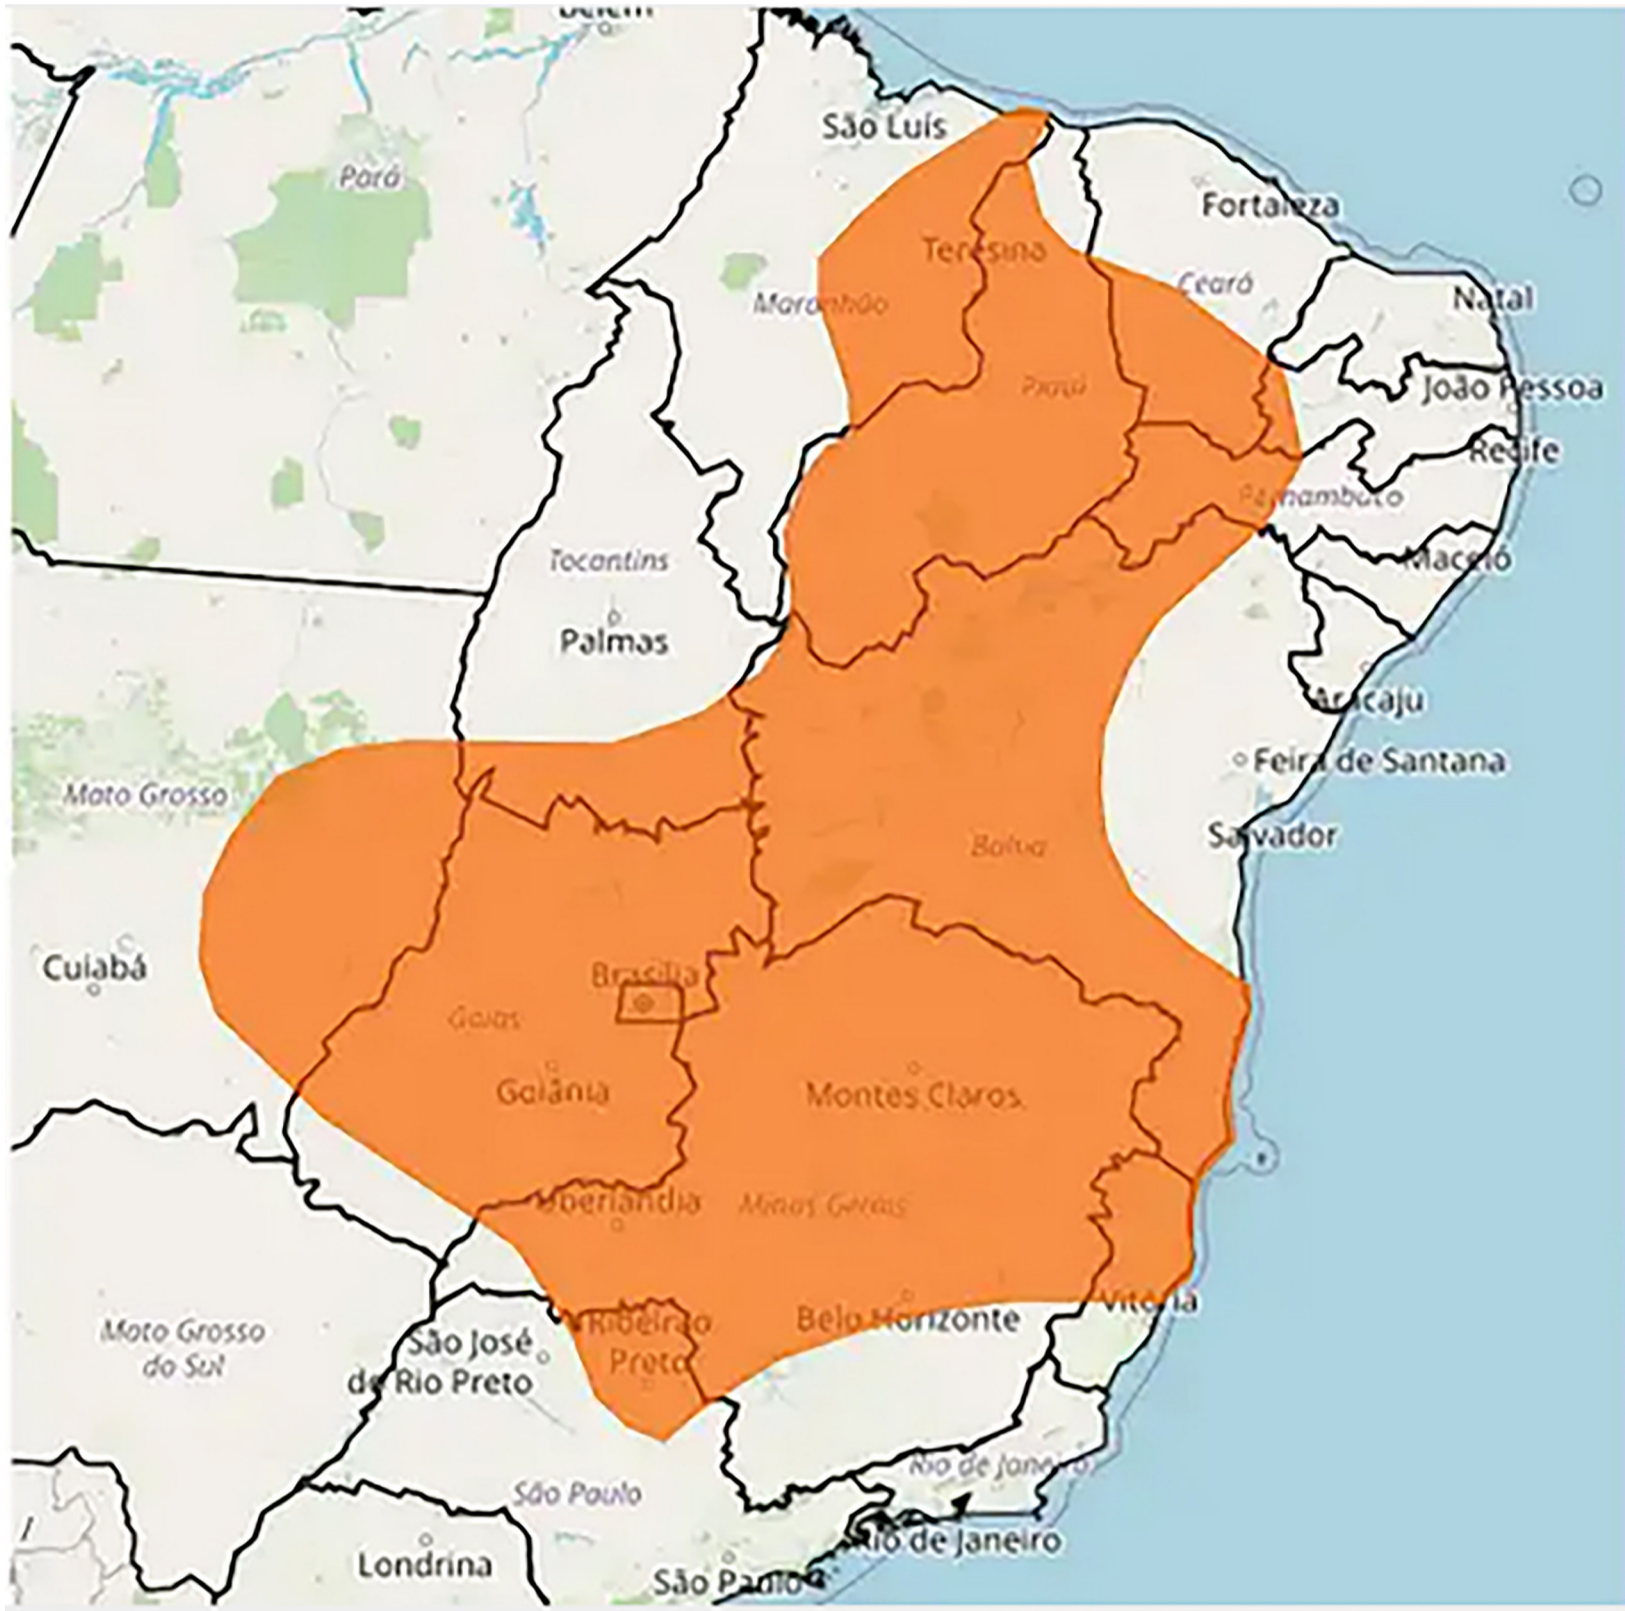 Belém
São Luís
Pará
Fortaleza
Teresina
Ceará
Natal
Maranhão
Piauí
João Pessoa
Recife
Pernambuco
Tocantins
Maceió
Palmas
Aracaju
Feira de Santana
Mato Grosso
Salvador
Bahia
Cuiabá
Brasília
Goiás
Goiânia
Montes Claros
Uberlândia
Minas Gerais
Vitória
Belo Horizonte
Ribeirão
Preto
Mato Grosso
do Sul
São José
do Rio Preto
Rio de Janeiro
São Paulo
Rio de Janeiro
Londrina
São Paulo